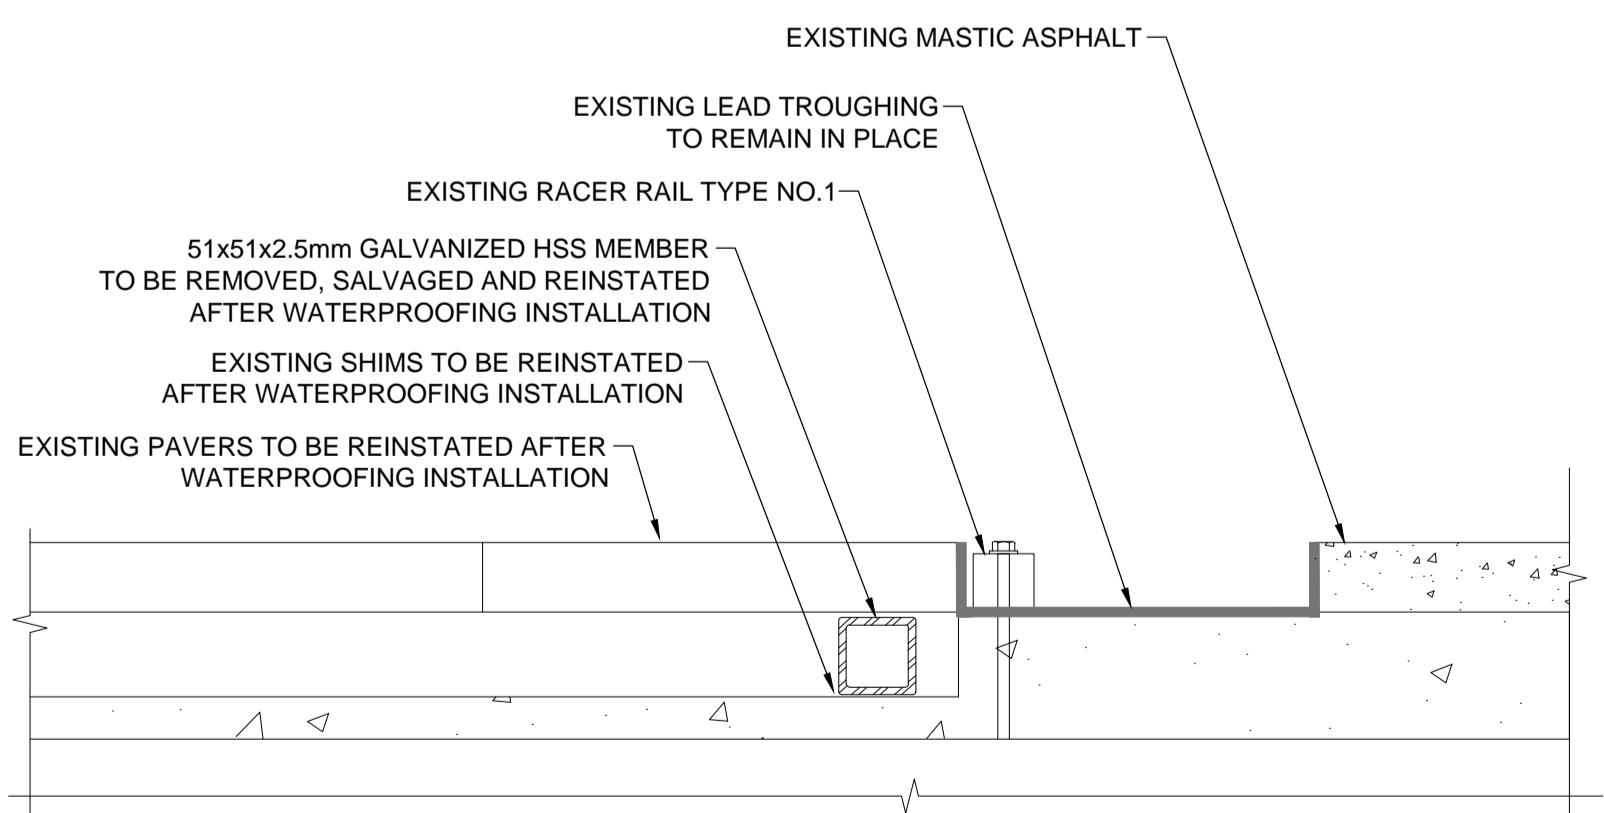 EXISTING MASTIC ASPHALT
EXISTING LEAD TROUGHING
TO REMAIN IN PLACE
EXISTING RACER RAIL TYPE NO.1
51x51x2.5mm GALVANIZED HSS MEMBER
TO BE REMOVED, SALVAGED AND REINSTATED
AFTER WATERPROOFING INSTALLATION
EXISTING SHIMS TO BE REINSTATED
AFTER WATERPROOFING INSTALLATION
EXISTING PAVERS TO BE REINSTATED AFTER
WATERPROOFING INSTALLATION